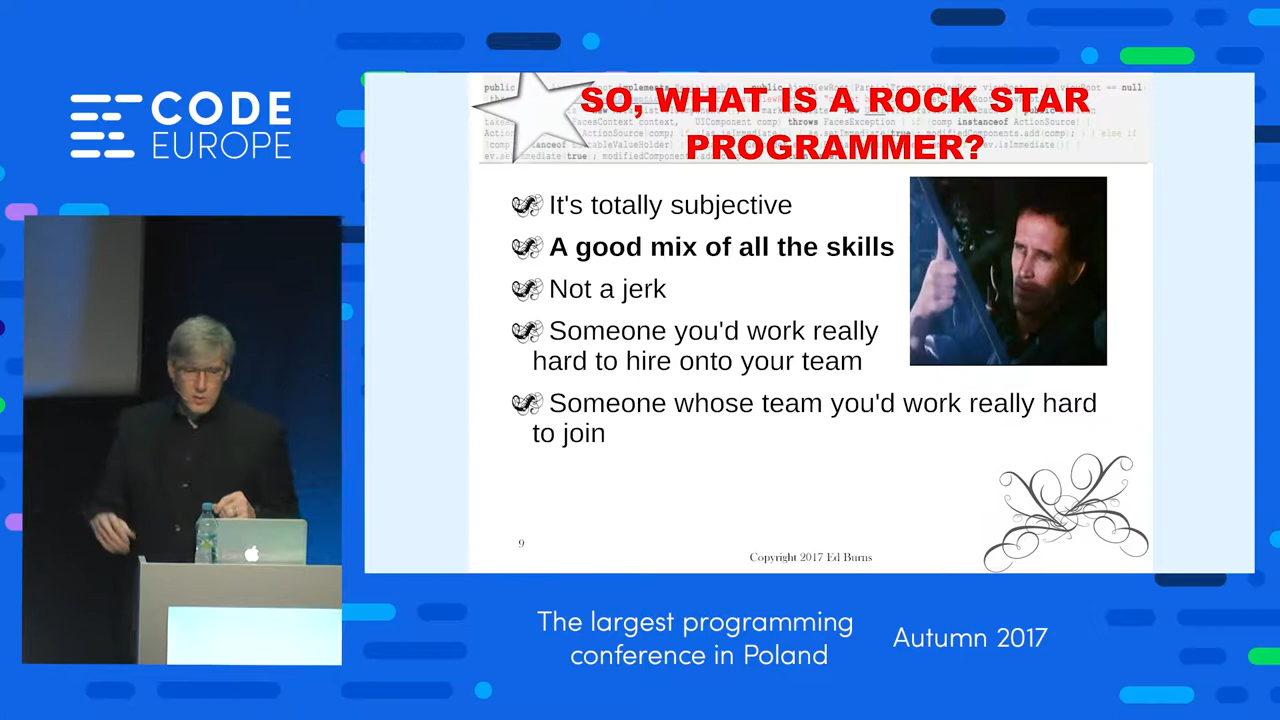 CODE
EUROPE
SO, WHAT IS A ROCK STAR
PROGRAMMER?
It's totally subjective
A good mix of all the skills
Not a jerk
Someone you'd work really
hard to hire onto your team
Someone whose team you'd work really hard
to join
9
Copyright 2017 Ed Burns
The largest programming
conference in Poland
Autumn 2017